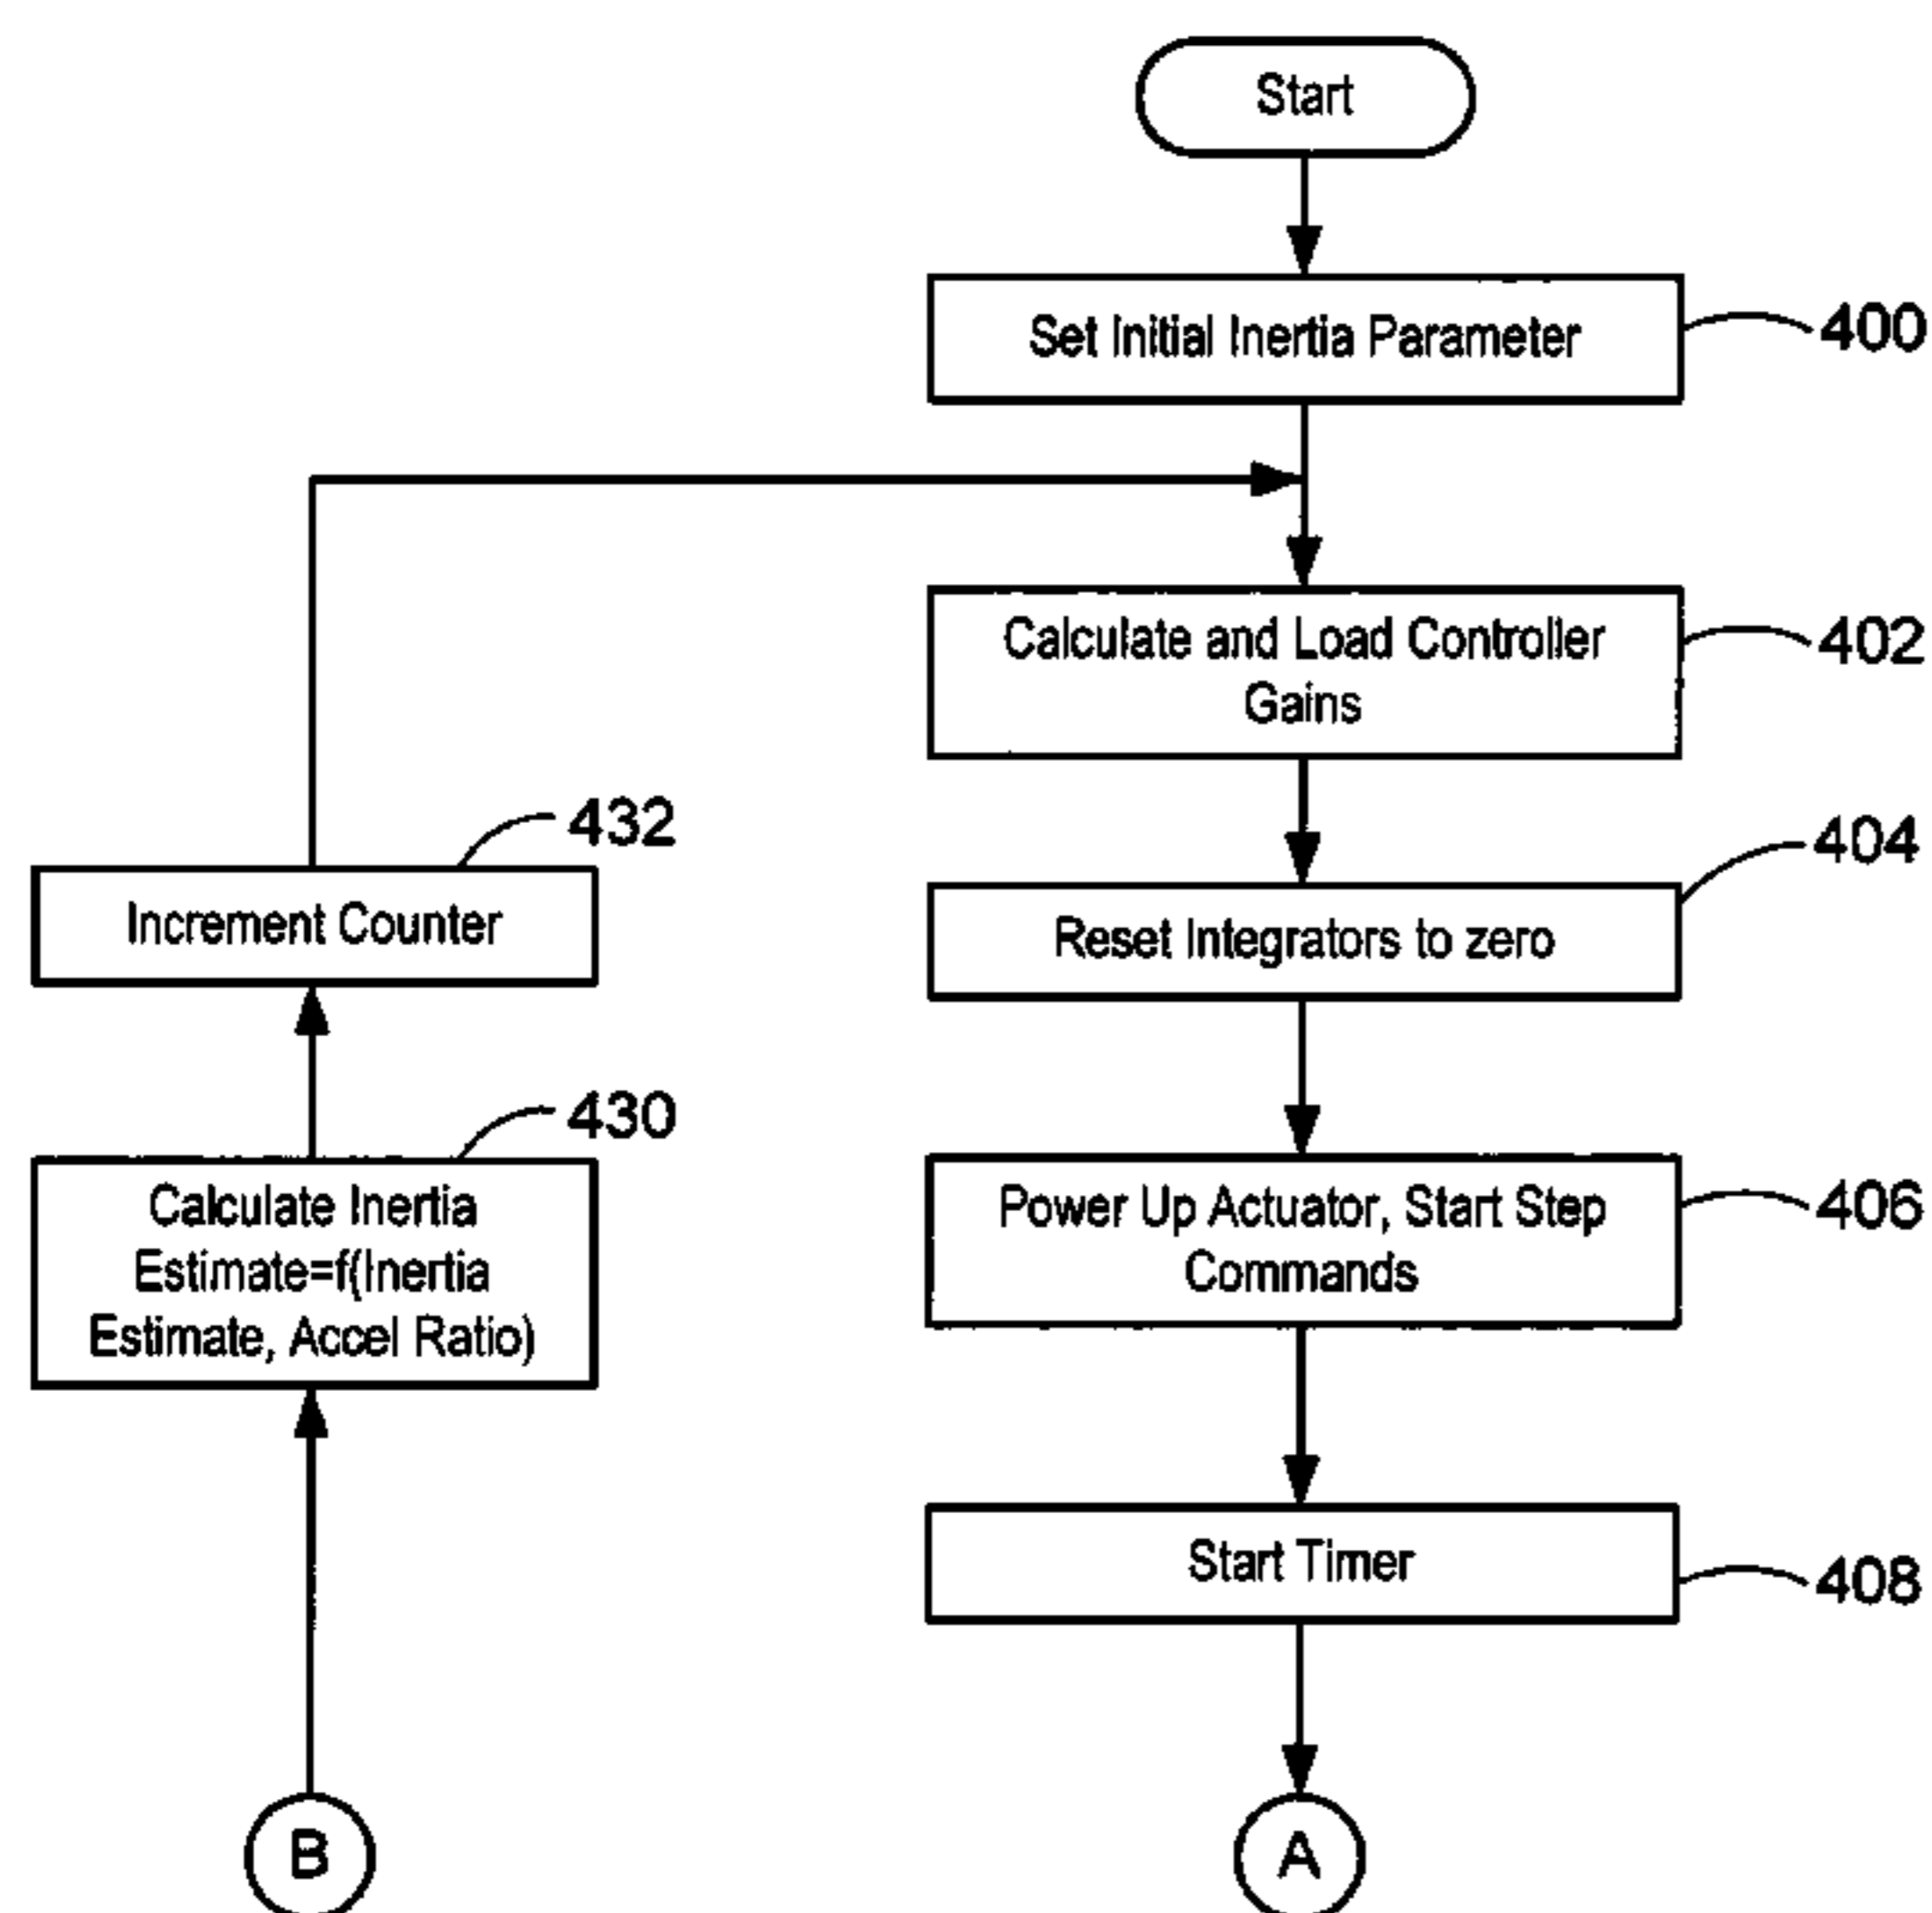 Start
Set Initial Inertia Parameter
400
Calculate and Load Controller
Gains
402
Reset Integrators to zero
404
Power Up Actuator, Start Step
Commands
406
Start Timer
408
A
432
Increment Counter
430
Calculate Inertia
Estimate=f(Inertia
Estimate, Accel Ratio)
B